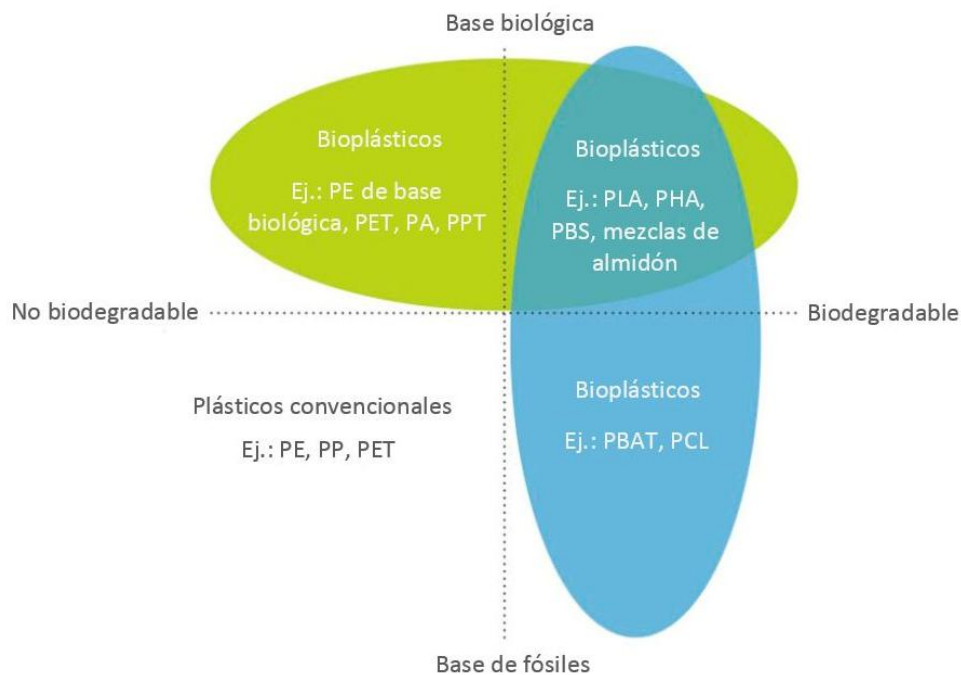 Base biológica
Bioplásticos
Ej.: PE de base
biológica, PET, PA, PPT
Bioplásticos
Ej.: PLA, PHA,
PBS, mezclas de
almidón
No biodegradable
Biodegradable
Plásticos convencionales
Ej.: PE, PP, PET
Bioplásticos
Ej.: PBAT, PCL
Base de fósiles